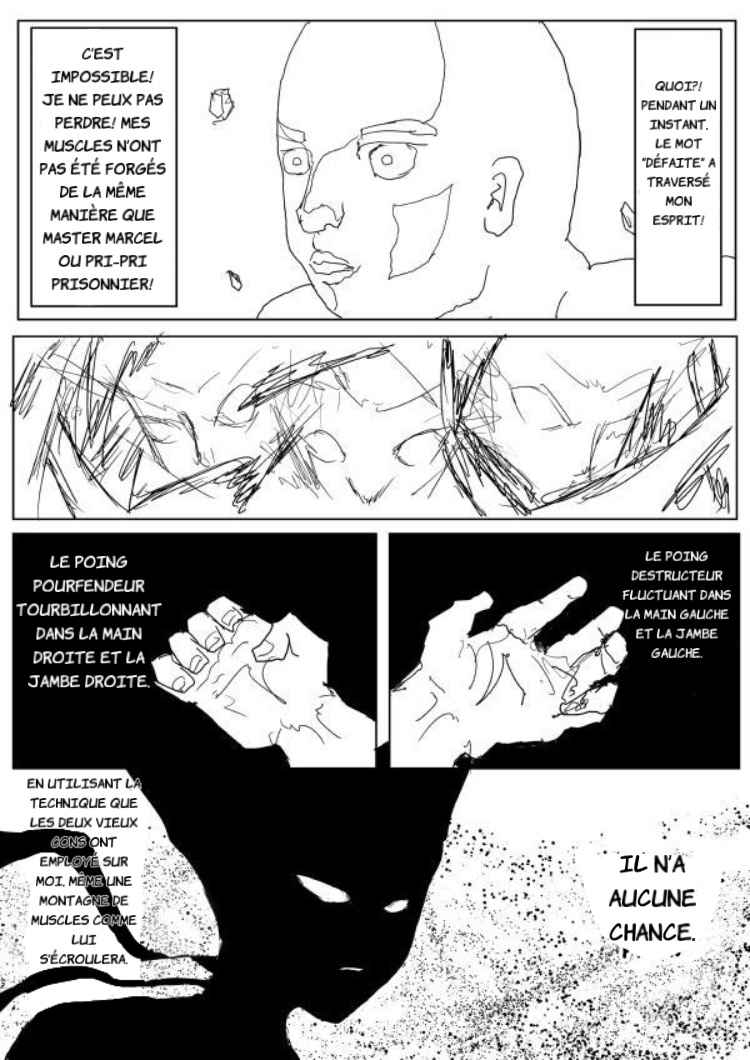 QUOI?!
PENDANT UN
INSTANT,
LE MOT
"DÉFAITE" A
TRAVERSÉ
MON
ESPRIT!
C'EST
IMPOSSIBLE!
JE NE PEUX PAS
PERDRE! MES
MUSCLES N'ONT
PAS ÉTÉ FORGÉS
DE LA MÊME
MANIÈRE QUE
MASTER MARCEL
OU PRI-PRI
PRISONNIER!
LE POING
DESTRUCTEUR
FLUCTUANT DANS
LA MAIN GAUCHE
ET LA JAMBE
GAUCHE.
LE POING
POURFENDEUR
TOURBILLONNANT
DANS LA MAIN
DROITE ET LA
JAMBE DROITE.
IL N'A
AUCUNE
CHANCE.
EN UTILISANT LA
TECHNIQUE QUE
LES DEUX VIEUX
CONS ONT
EMPLOYÉ SUR
MOI, MÊME UNE
MONTAGNE DE
MUSCLES COMME
LUI
S'ÉCROULERA.